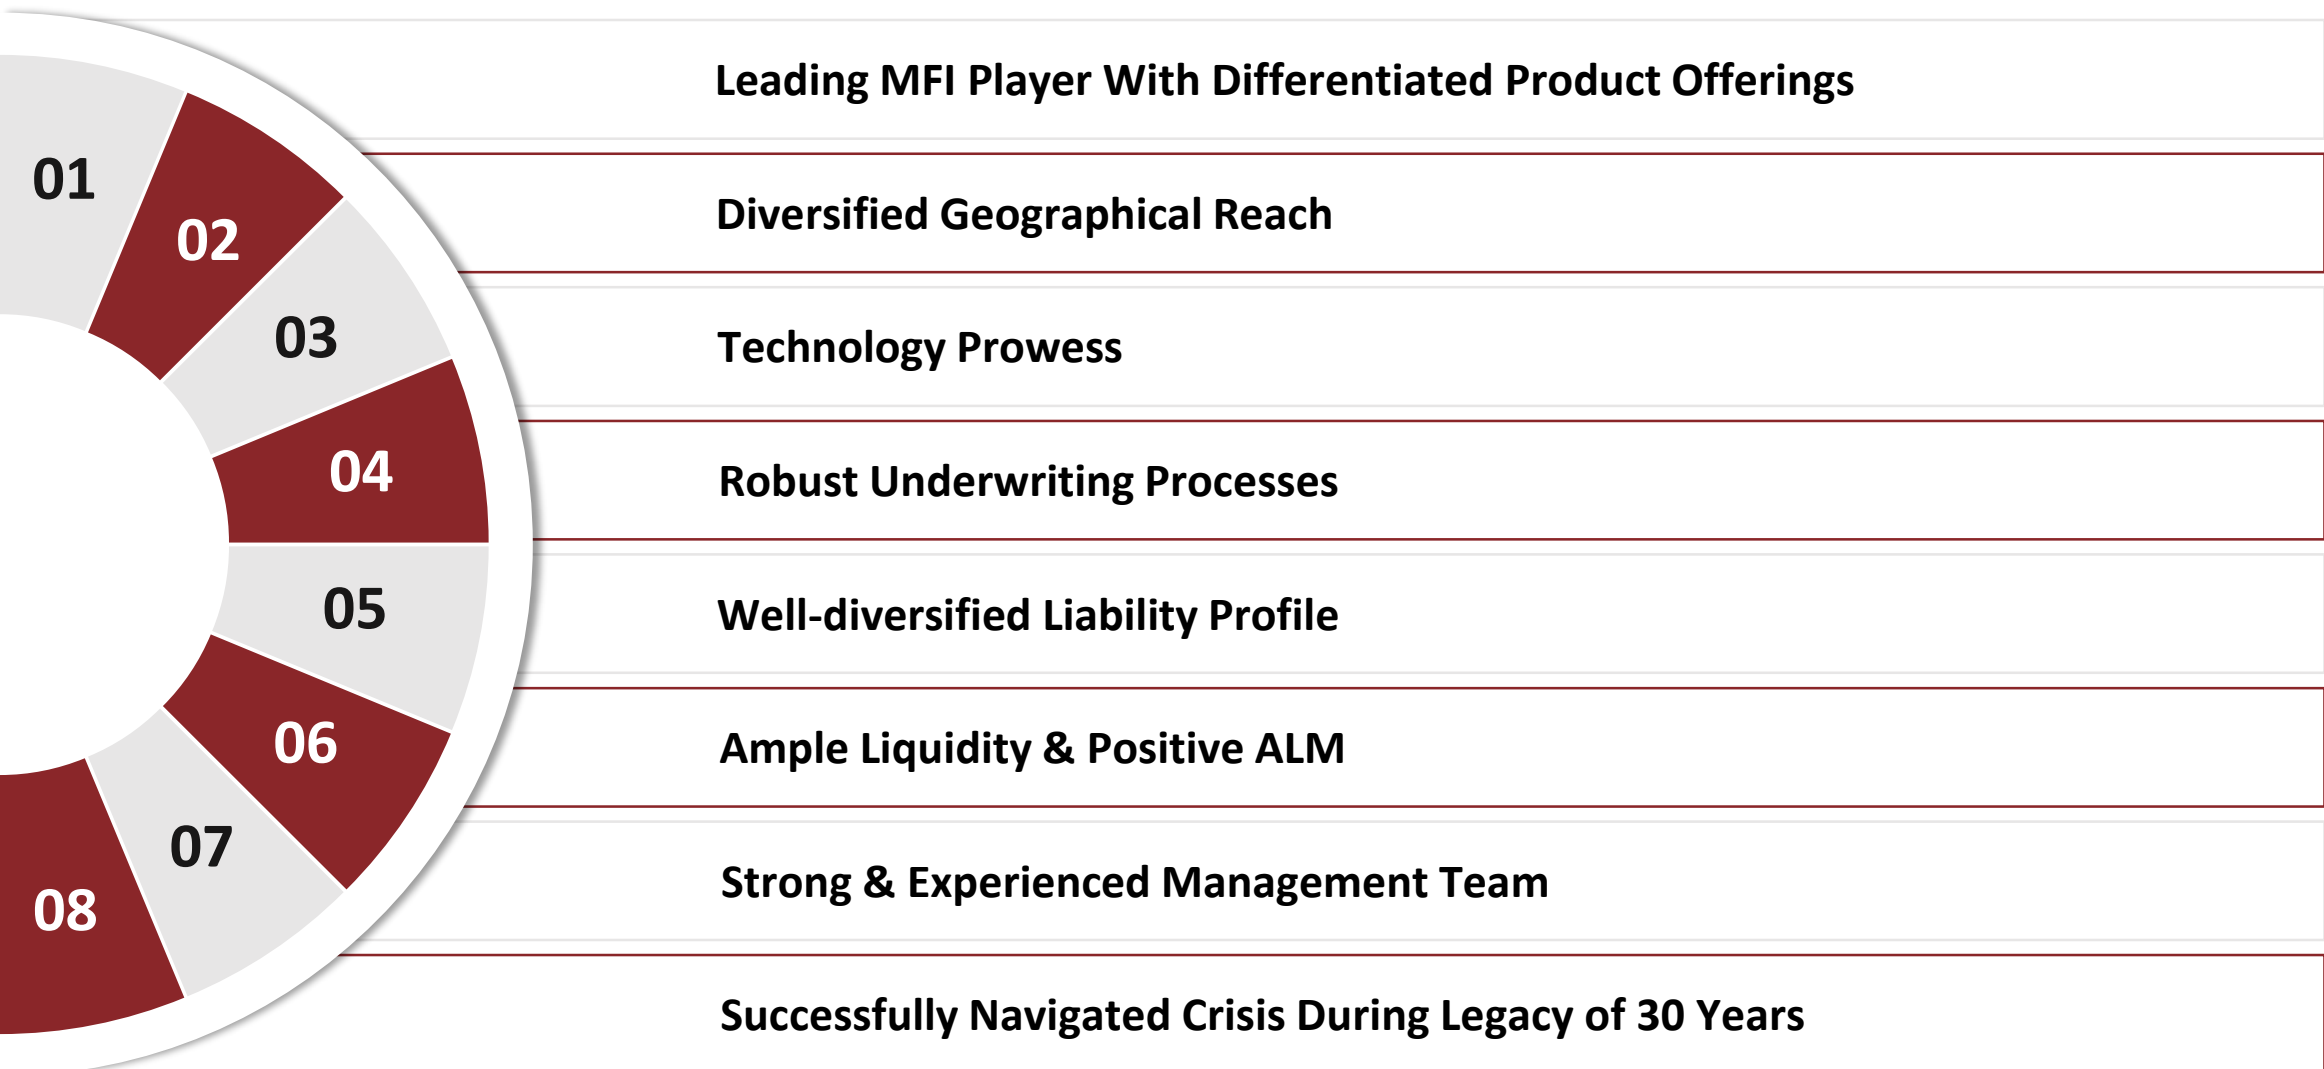 01
Leading MFI Player With Differentiated Product Offerings
02
Diversified Geographical Reach
03
Technology Prowess
04
Robust Underwriting Processes
05
Well-diversified Liability Profile
06
Ample Liquidity & Positive ALM
07
Strong & Experienced Management Team
08
Successfully Navigated Crisis During Legacy of 30 Years